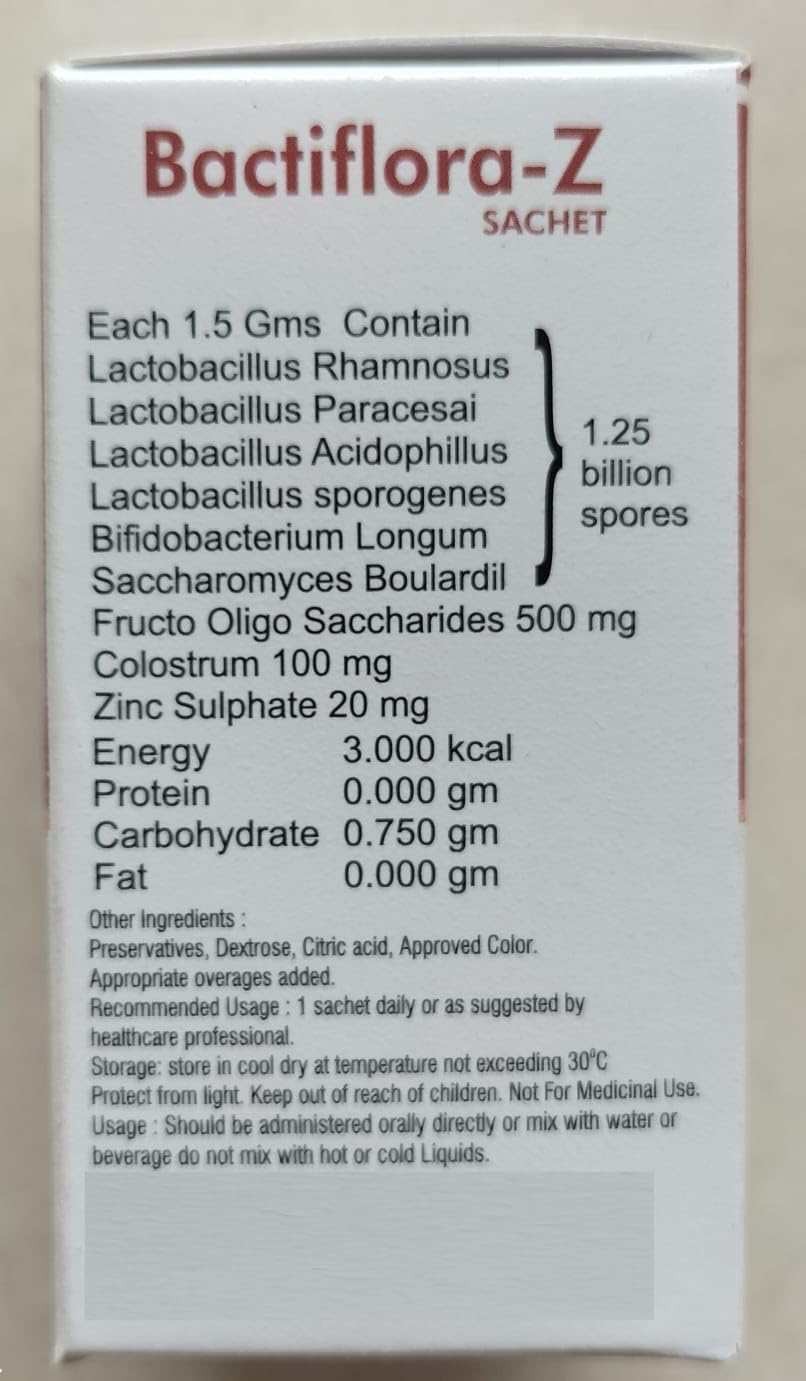 Bactiflora-Z
SACHET
Each 1.5 Gms Contain
Lactobacillus Rhamnosus
Lactobacillus Paracesai
Lactobacillus Acidophillus
Lactobacillus sporogenes
Bifidobacterium Longum
Saccharomyces Boulardil
1.25
billion
spores
Fructo Oligo Saccharides 500 mg
Colostrum 100 mg
Zinc Sulphate 20 mg
Energy 3.000 kcal
Protein 0.000 gm
Carbohydrate 0.750 gm
Fat 0.000 gm
Other Ingredients :
Preservatives, Dextrose, Citric acid, Approved Color.
Appropriate overages added.
Recommended Usage : 1 sachet daily or as suggested by
healthcare professional.
Storage: store in cool dry at temperature not exceeding 30⁰C
Protect from light. Keep out of reach of children. Not For Medicinal Use.
Usage : Should be administered orally directly or mix with water or
beverage do not mix with hot or cold Liquids.